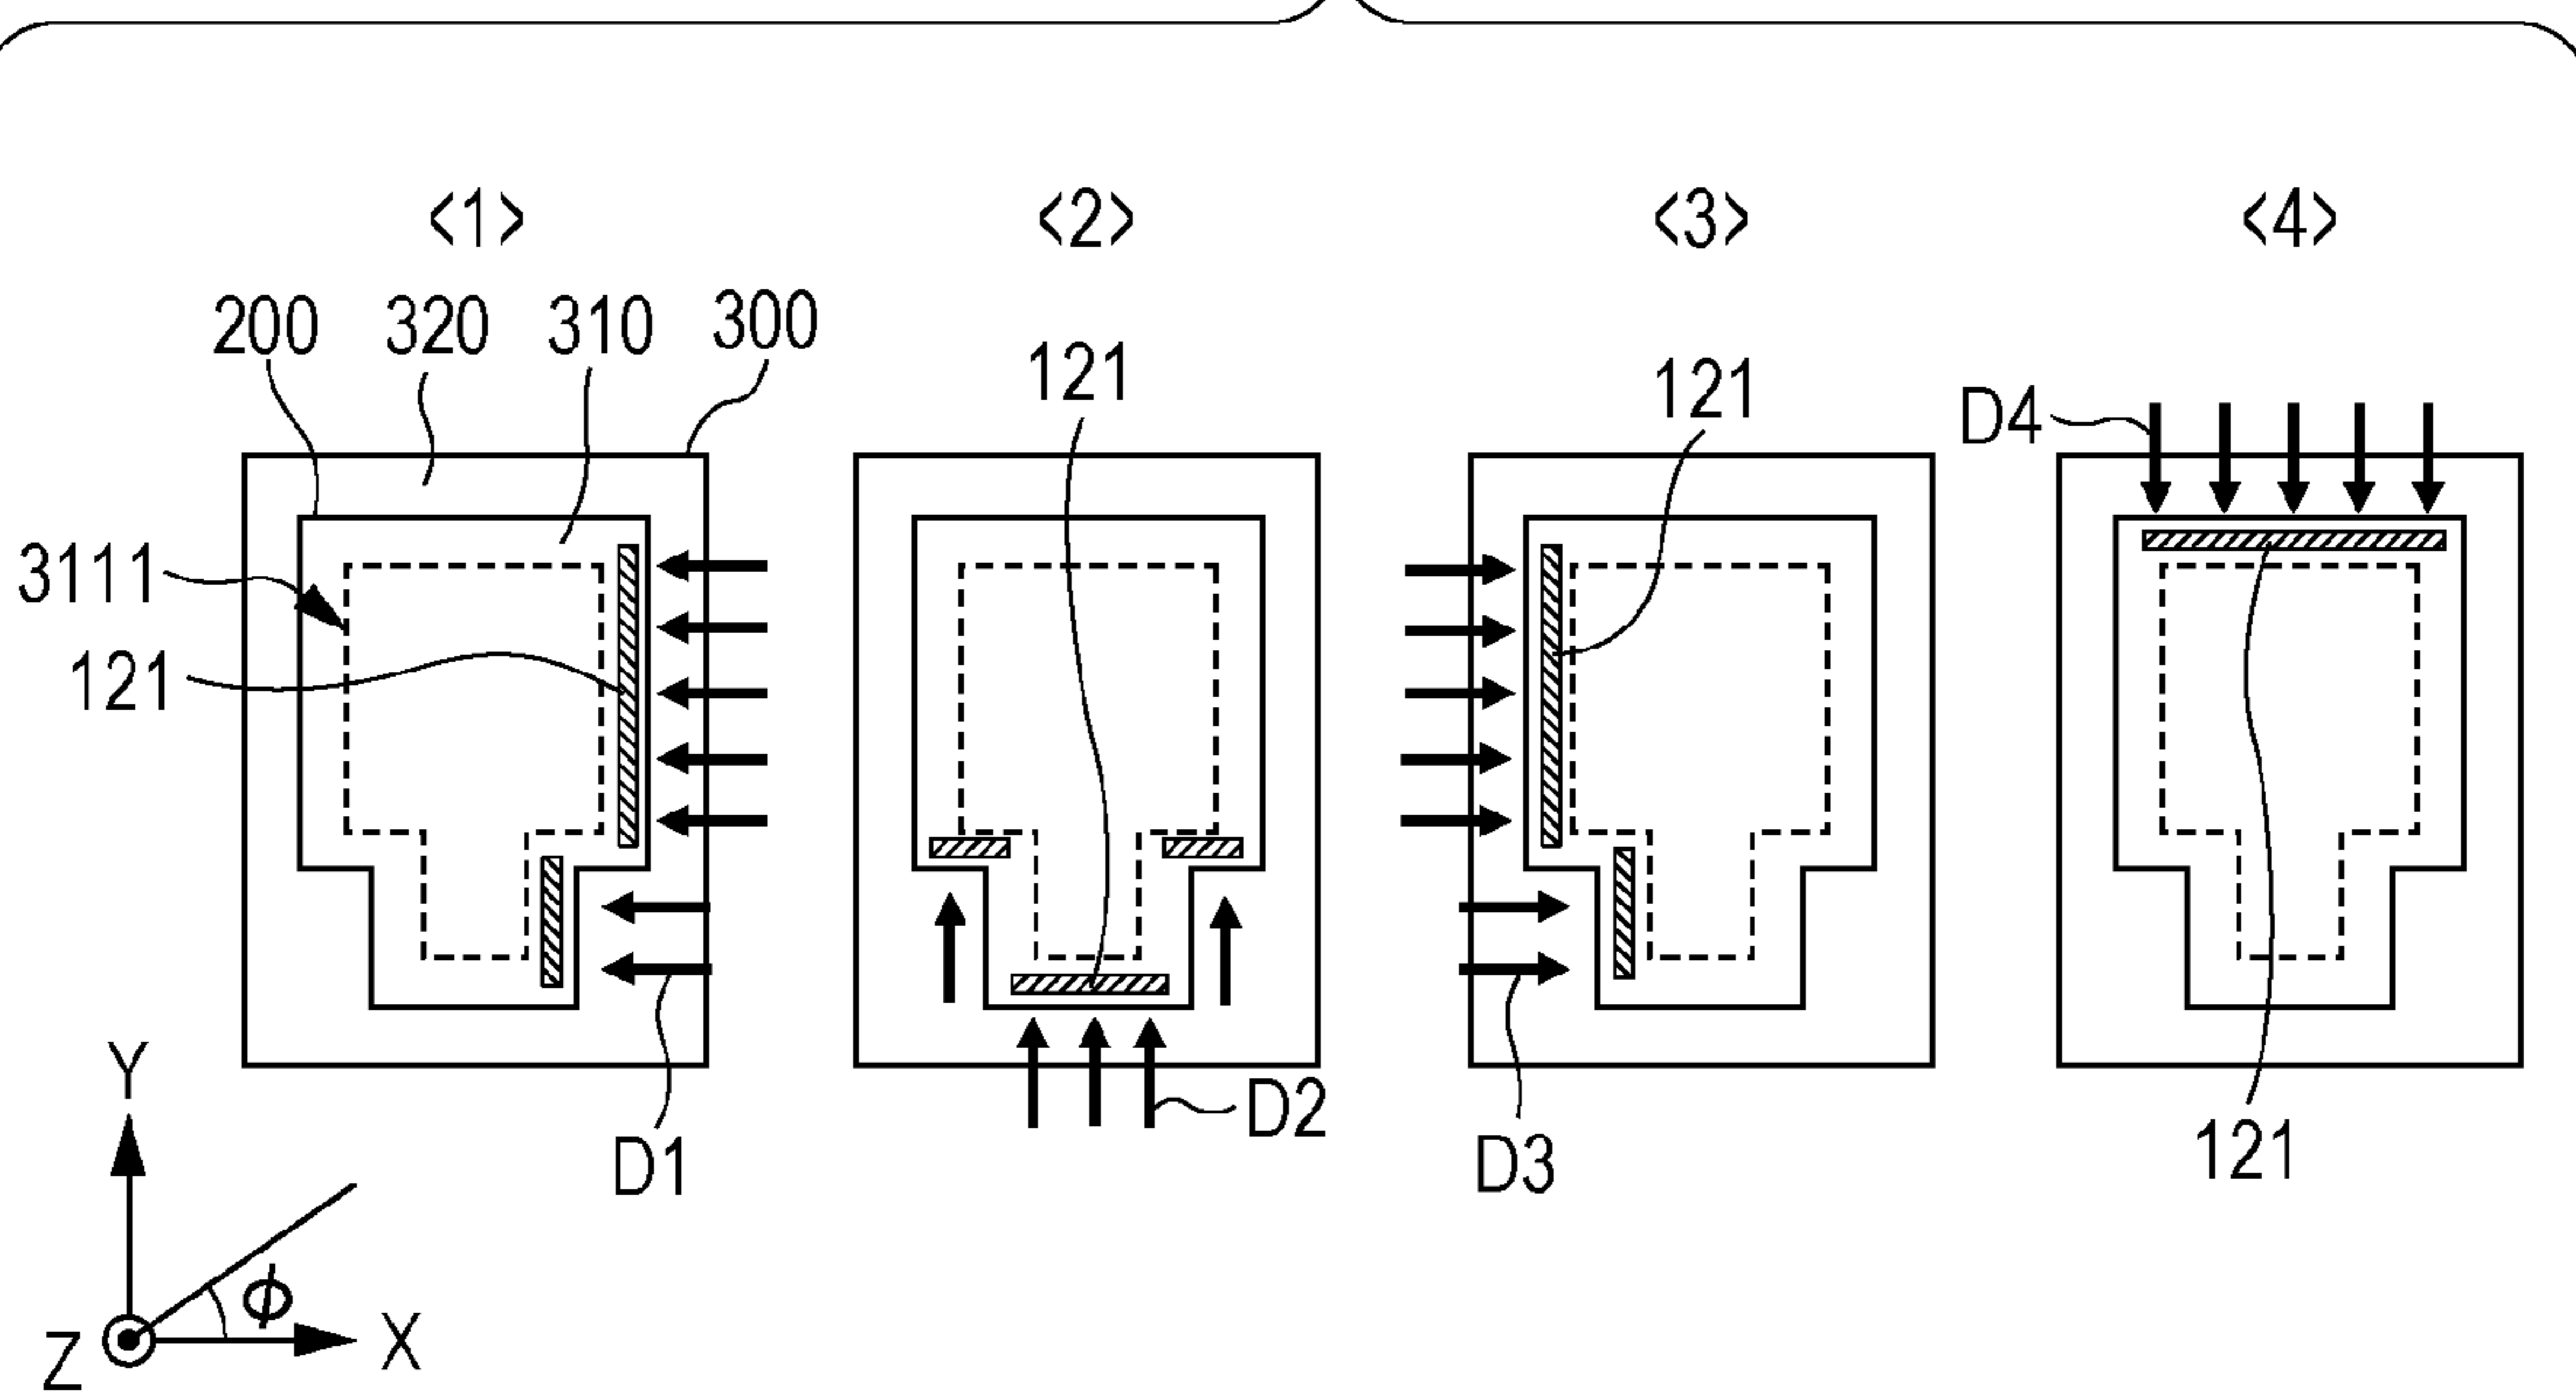 <1> <2> <3> <4>
200 320 310 300
121
121
D4
3111
121
D1
D2
D3
121
Y
ϕ
Z X